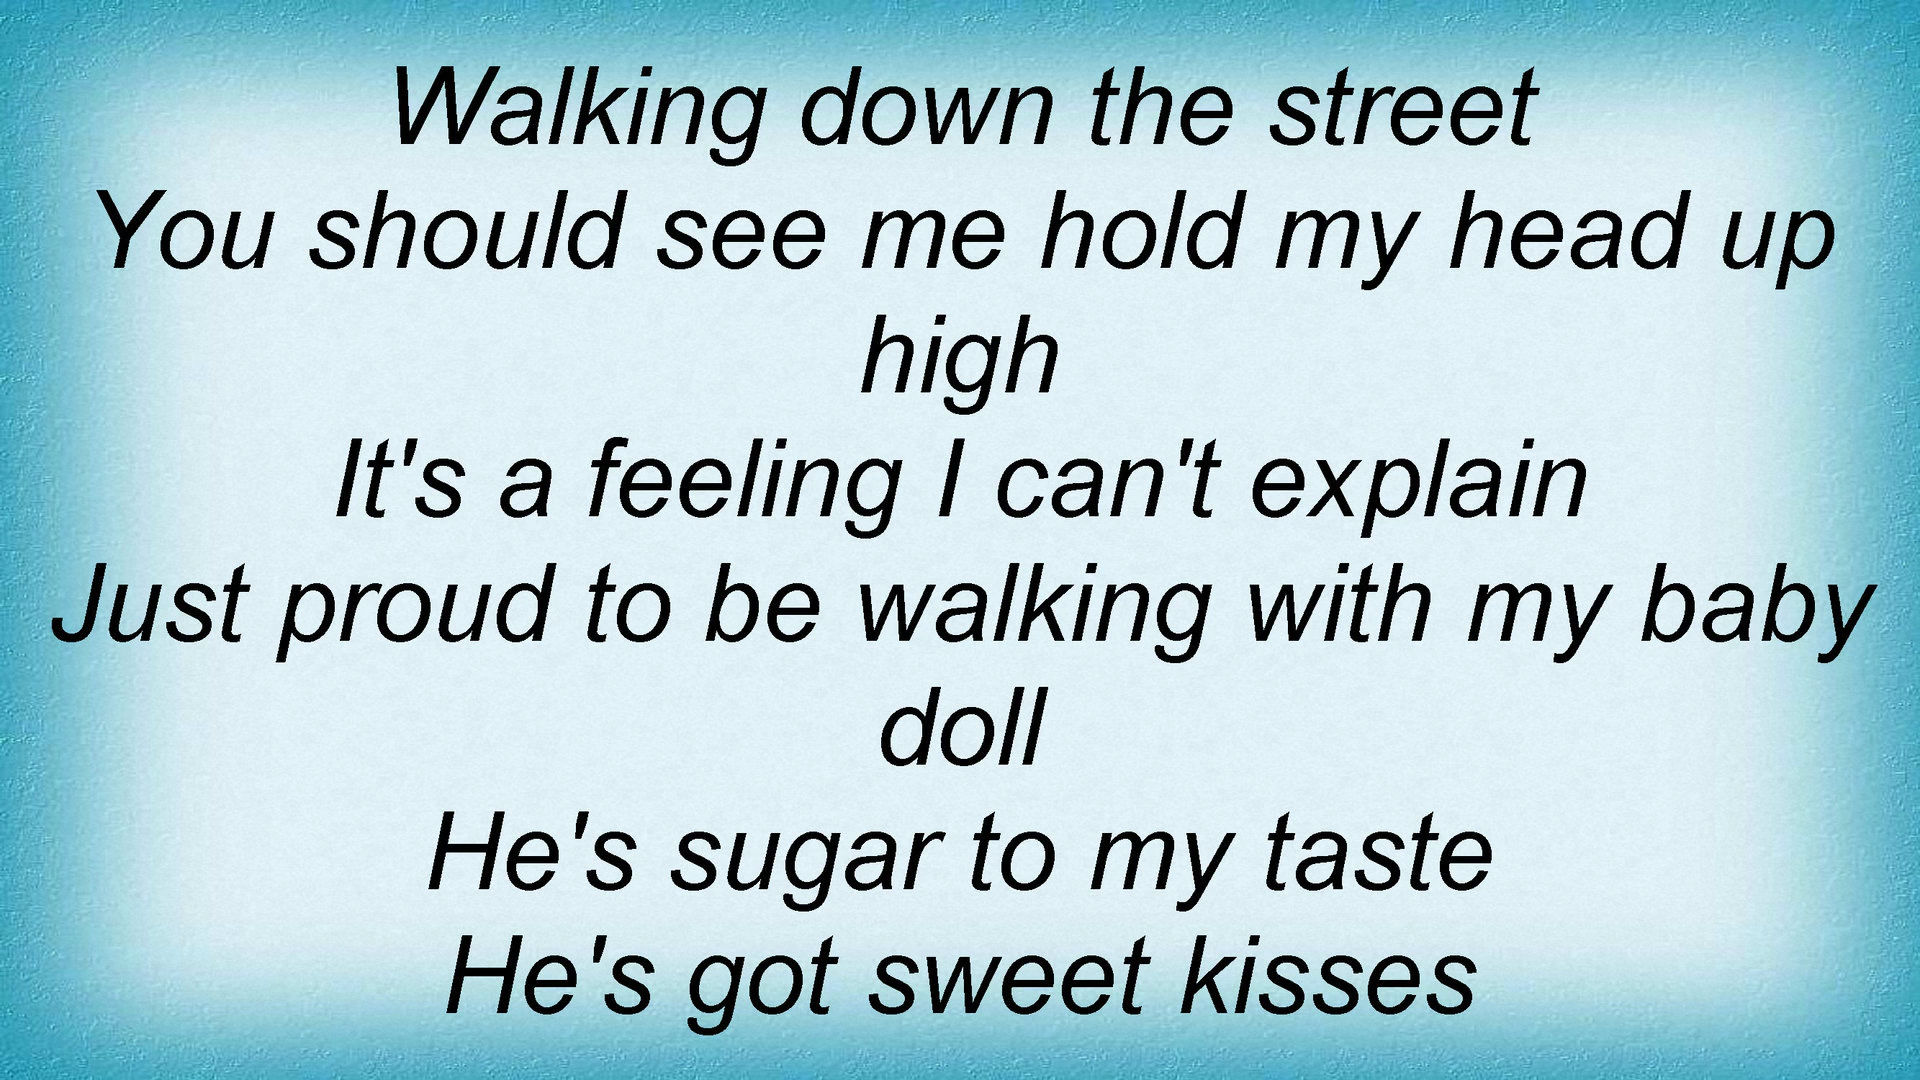 Walking down the street
You should see me hold my head up
high
It's a feeling I can't explain
Just proud to be walking with my baby
doll
He's sugar to my taste
He's got sweet kisses